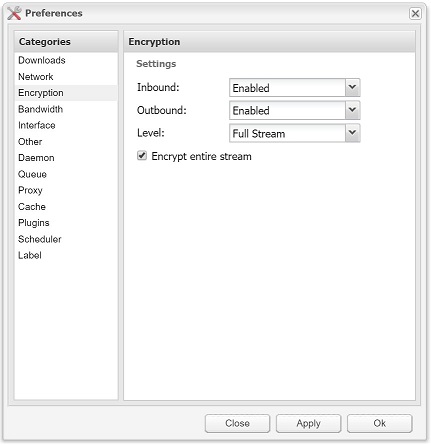 Preferences
Categories
Downloads
Network
Encryption
Bandwidth
Interface
Other
Daemon
Queue
Proxy
Cache
Plugins
Scheduler
Label
Encryption
Settings
Inbound: Enabled
Outbound: Enabled
Level: Full Stream
Encrypt entire stream
Close Apply Ok